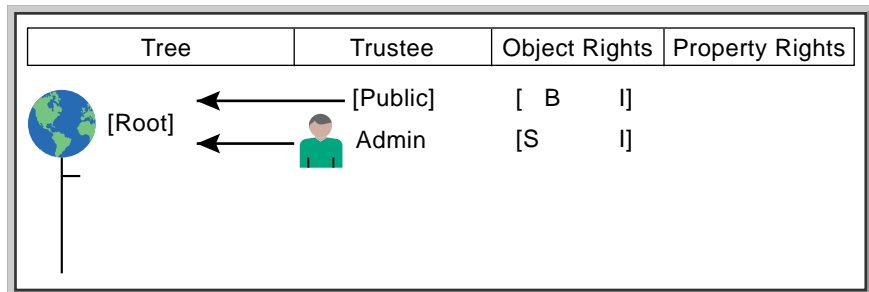 Tree Trustee Object Rights Property Rights
[Public] [ B I]
[Root]
Admin [S I]